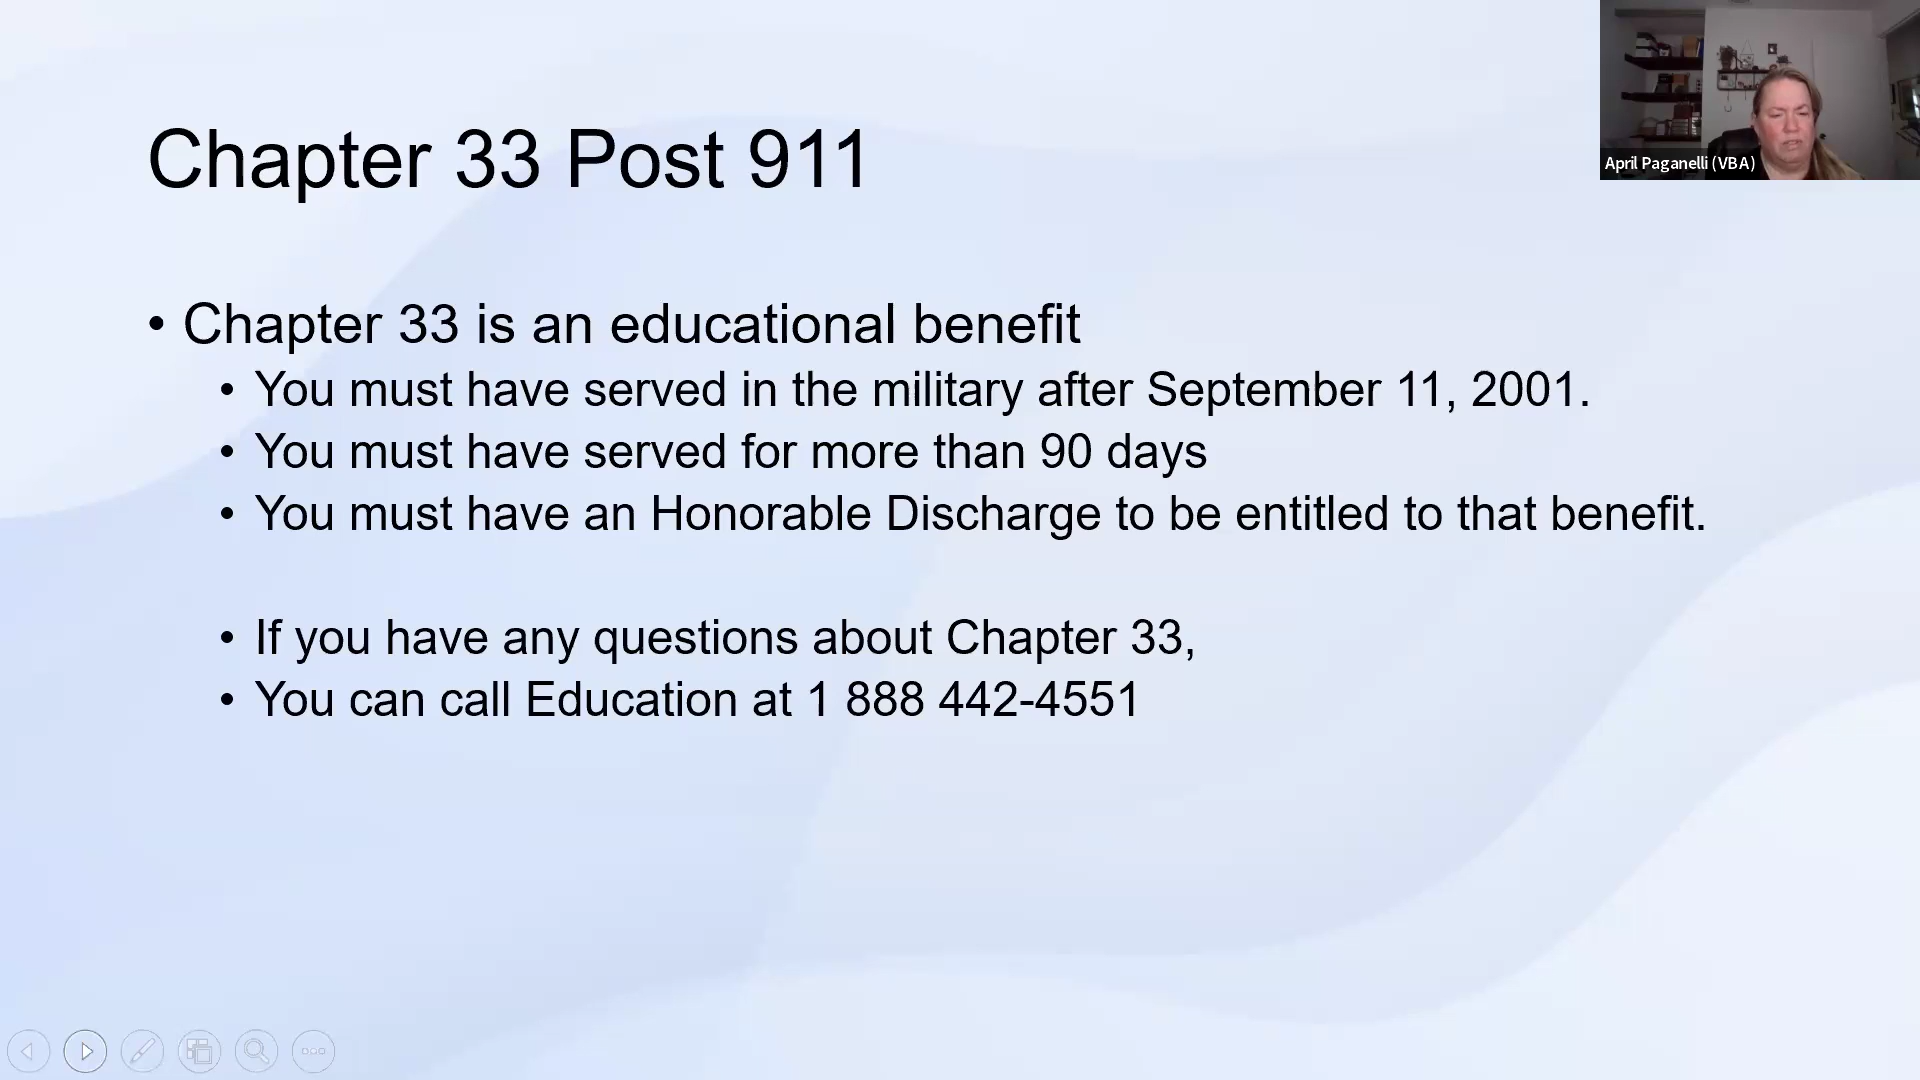 Chapter 33 Post 911
• Chapter 33 is an educational benefit
• You must have served in the military after September 11, 2001.
• You must have served for more than 90 days
• You must have an Honorable Discharge to be entitled to that benefit.
• If you have any questions about Chapter 33,
• You can call Education at 1 888 442-4551
April Paganelli (VBA)